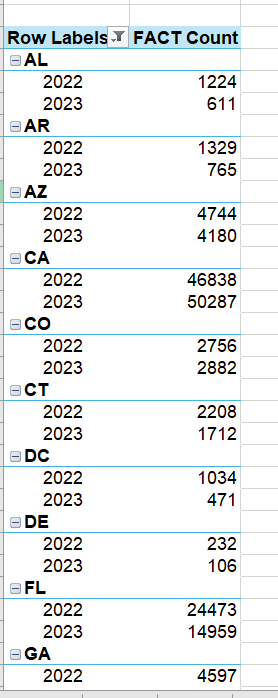 Row Labels FACT Count
AL
2022 1224
2023 611
AR
2022 1329
2023 765
AZ
2022 4744
2023 4180
CA
2022 46838
2023 50287
CO
2022 2756
2023 2882
CT
2022 2208
2023 1712
DC
2022 1034
2023 471
DE
2022 232
2023 106
FL
2022 24473
2023 14959
GA
2022 4597